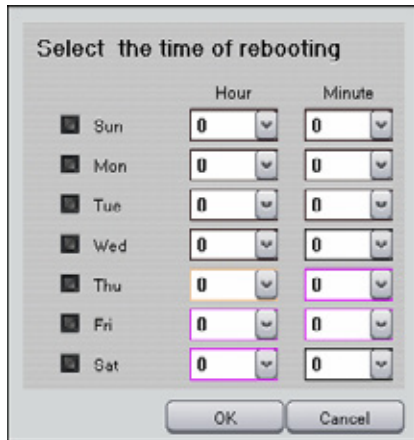 Select the time of rebooting
Hour Minute
Sun 0 0
Mon 0 0
Tue 0 0
Wed 0 0
Thu 0 0
Fri 0 0
Sat 0 0
OK Cancel